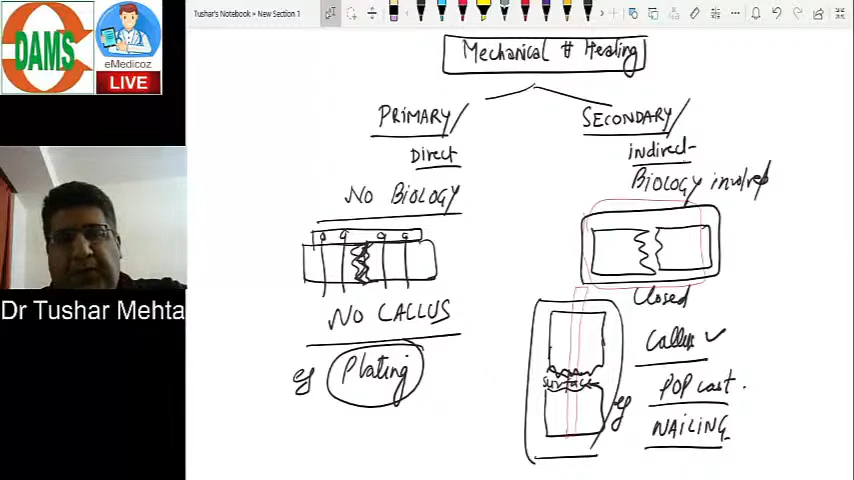 Tushar's Notebook » New Section 1
DAMS
eMedicoz
LIVE
Mechanical # Healing
PRIMARY/
Direct
NO BIOLOGY
NO CALLUS
eg Plating
SECONDARY/
indirect
BIOLOGY involved
Closed
Callus ✓
surface
eg
POP cast.
NAILING
Dr Tushar Mehta